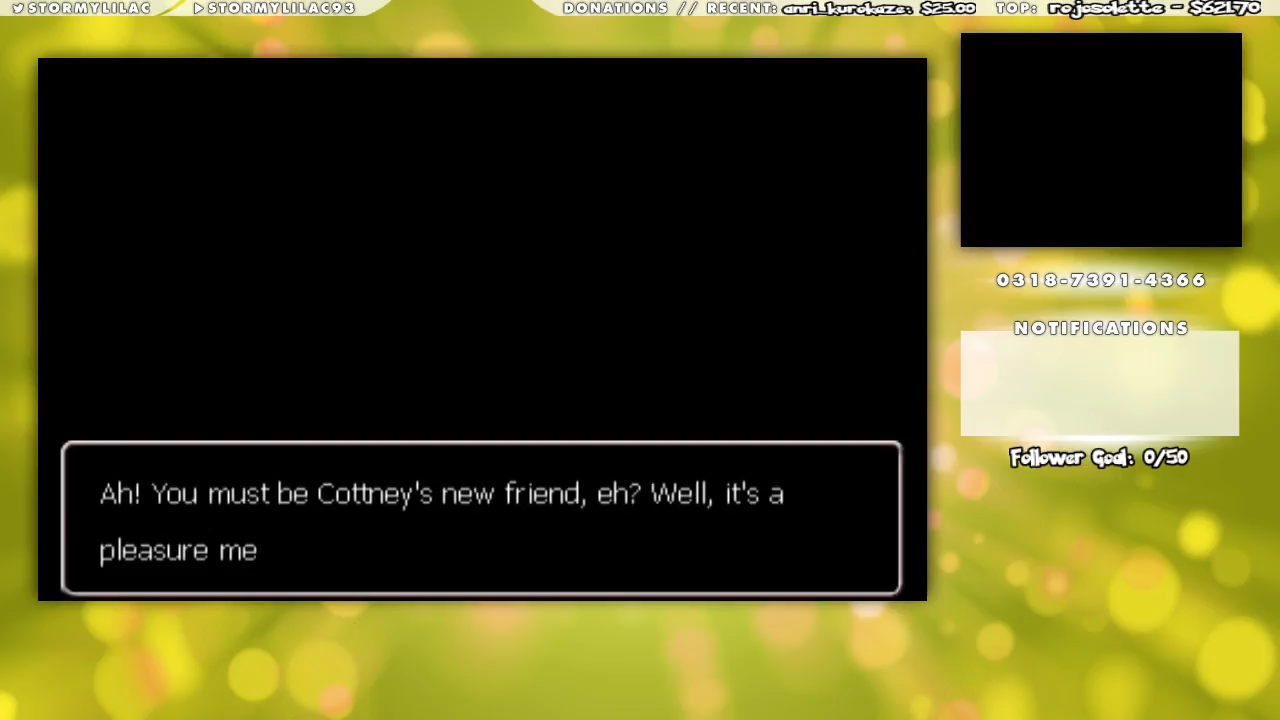 STORMYLILAC STORMYLILAC93 DONATIONS // RECENT: anri_kurokaze: $25.00 TOP: rojosolette - $621.70
0318-7391-4366
NOTIFICATIONS
Follower Goal: 0/50
Ah! You must be Cottney's new friend, eh? Well, it's a
pleasure me